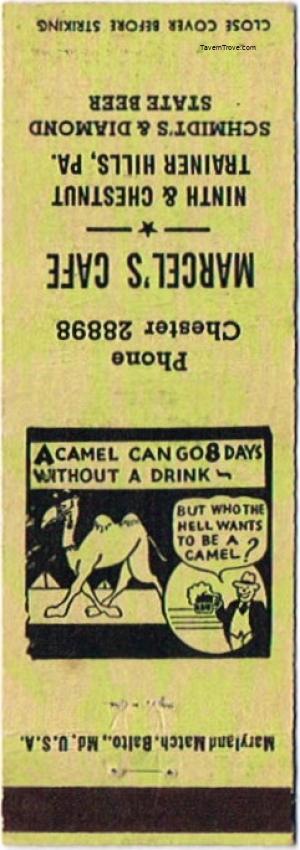 CLOSE COVER BEFORE STRIKING
TavernTrove.com
SCHMIDT'S & DIAMOND
STATE BEER
NINTH & CHESTNUT
TRAINER HILLS, PA.
MARCEL'S CAFE
Phone
Chester 28898
A CAMEL CAN GO 8 DAYS
WITHOUT A DRINK -
BUT WHO THE
HELL WANTS
TO BE A
CAMEL?
Maryland Match. Balto., Md, U.S.A.